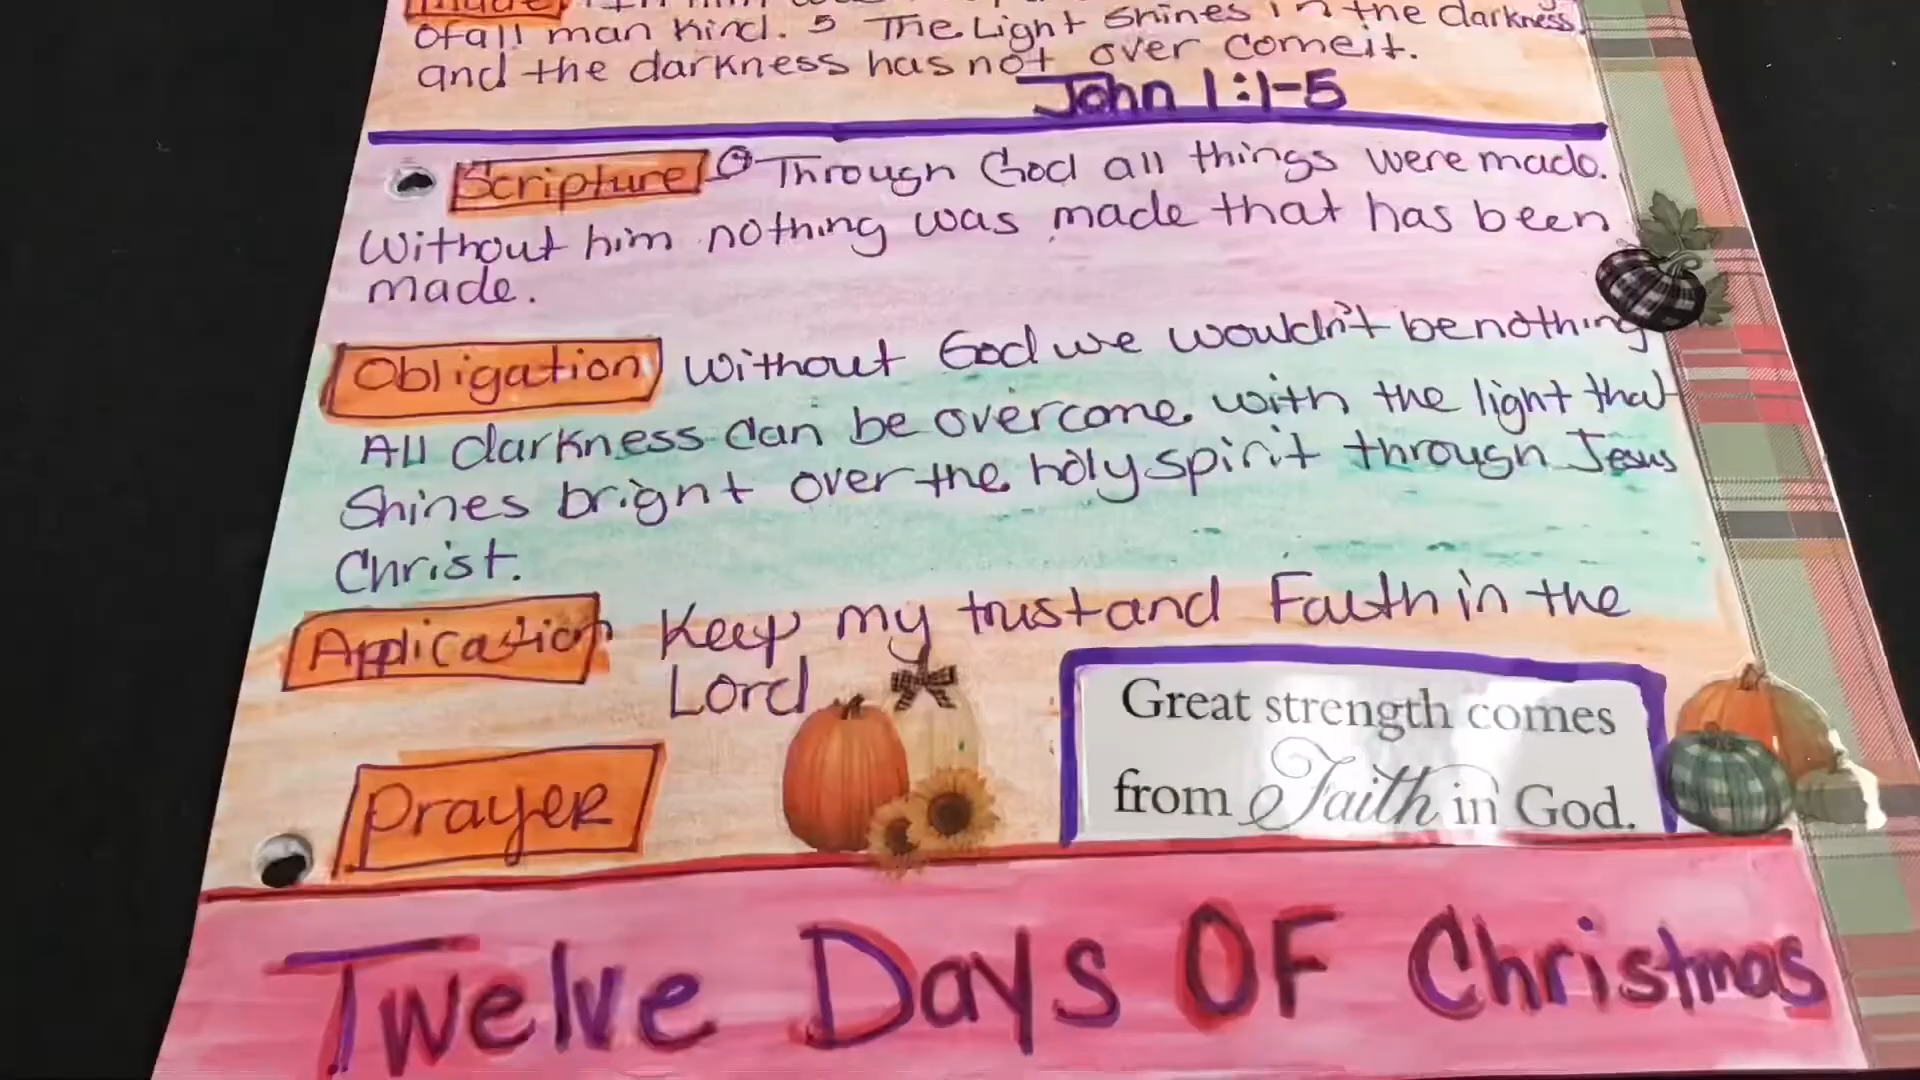 of all man kind. 5 The Light shines in the darkness,
and the darkness has not over comeit.
John 1:1-5
Scripture Through God all things were made.
Without him nothing was made that has been
made.
Obligation Without God we wouldn't be nothing
All darkness can be overcome with the light that
Shines bright over the holy spirit through Jesus
Christ.
Application Keep my trust and Faith in the
Lord
Great strength comes
from Faith in God.
Prayer
Twelve Days OF Christmas